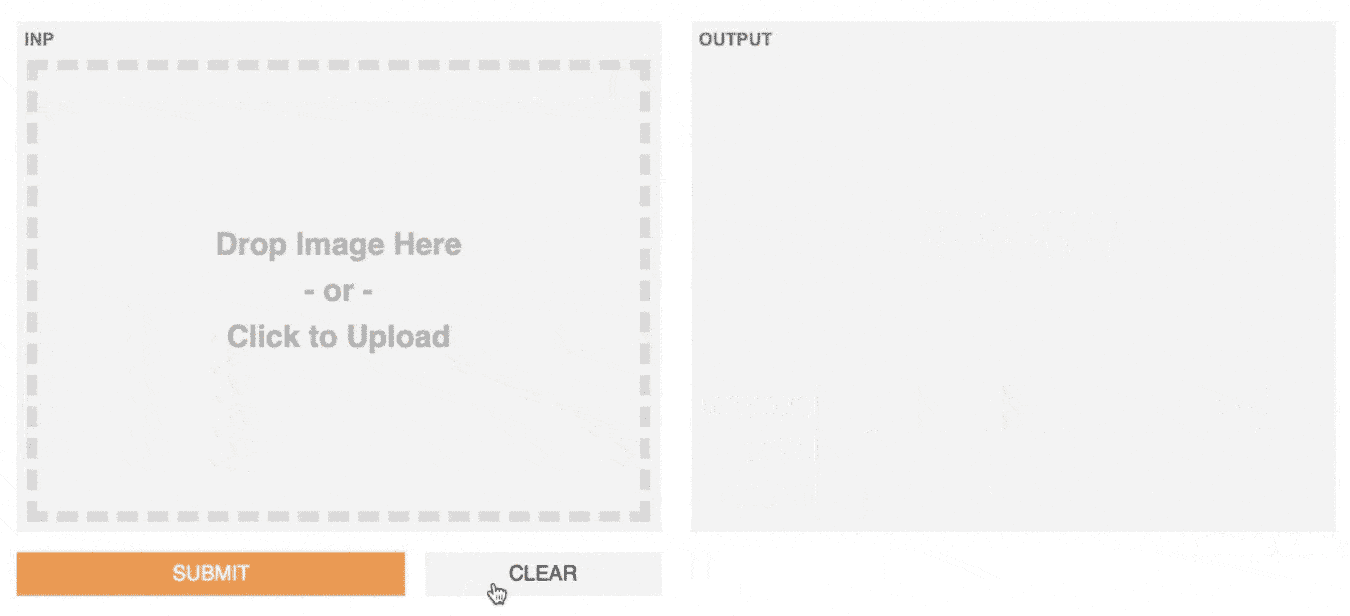 INP
OUTPUT
Drop Image Here
- or -
Click to Upload
SUBMIT
CLEAR